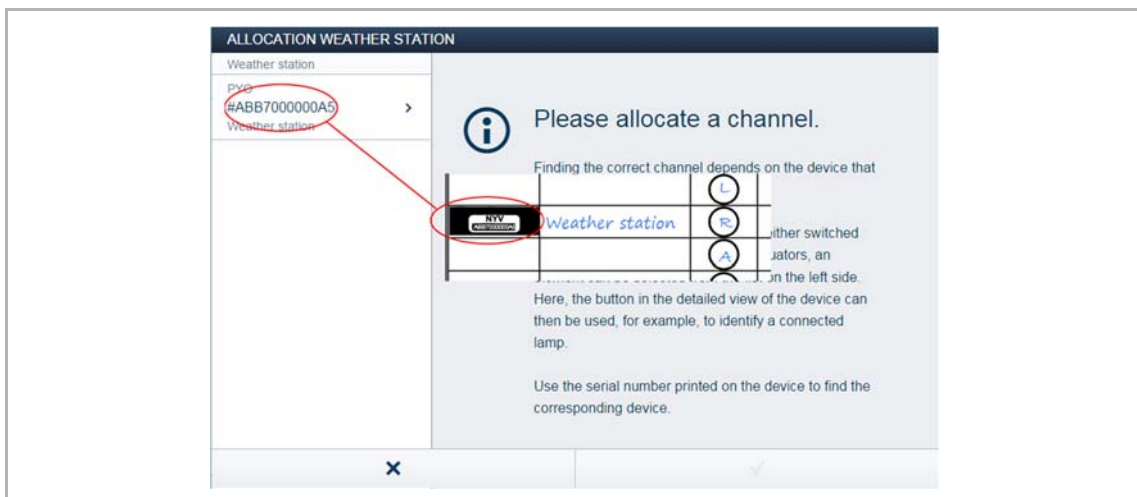 ALLOCATION WEATHER STATION
Weather station
PYO
#ABB7000000A5
Weather station
Please allocate a channel.
Finding the correct channel depends on the device that
L
NYV
Weather station
R
either switched
A
uators, an
on the left side.
Here, the button in the detailed view of the device can
then be used, for example, to identify a connected
lamp.
Use the serial number printed on the device to find the
corresponding device.